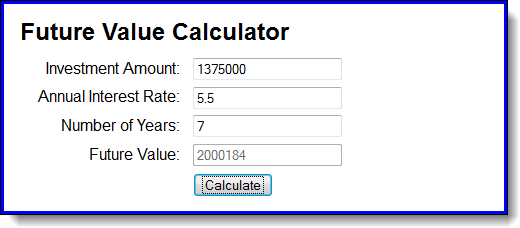 Future Value Calculator
Investment Amount: 1375000
Annual Interest Rate: 5.5
Number of Years: 7
Future Value: 2000184
Calculate